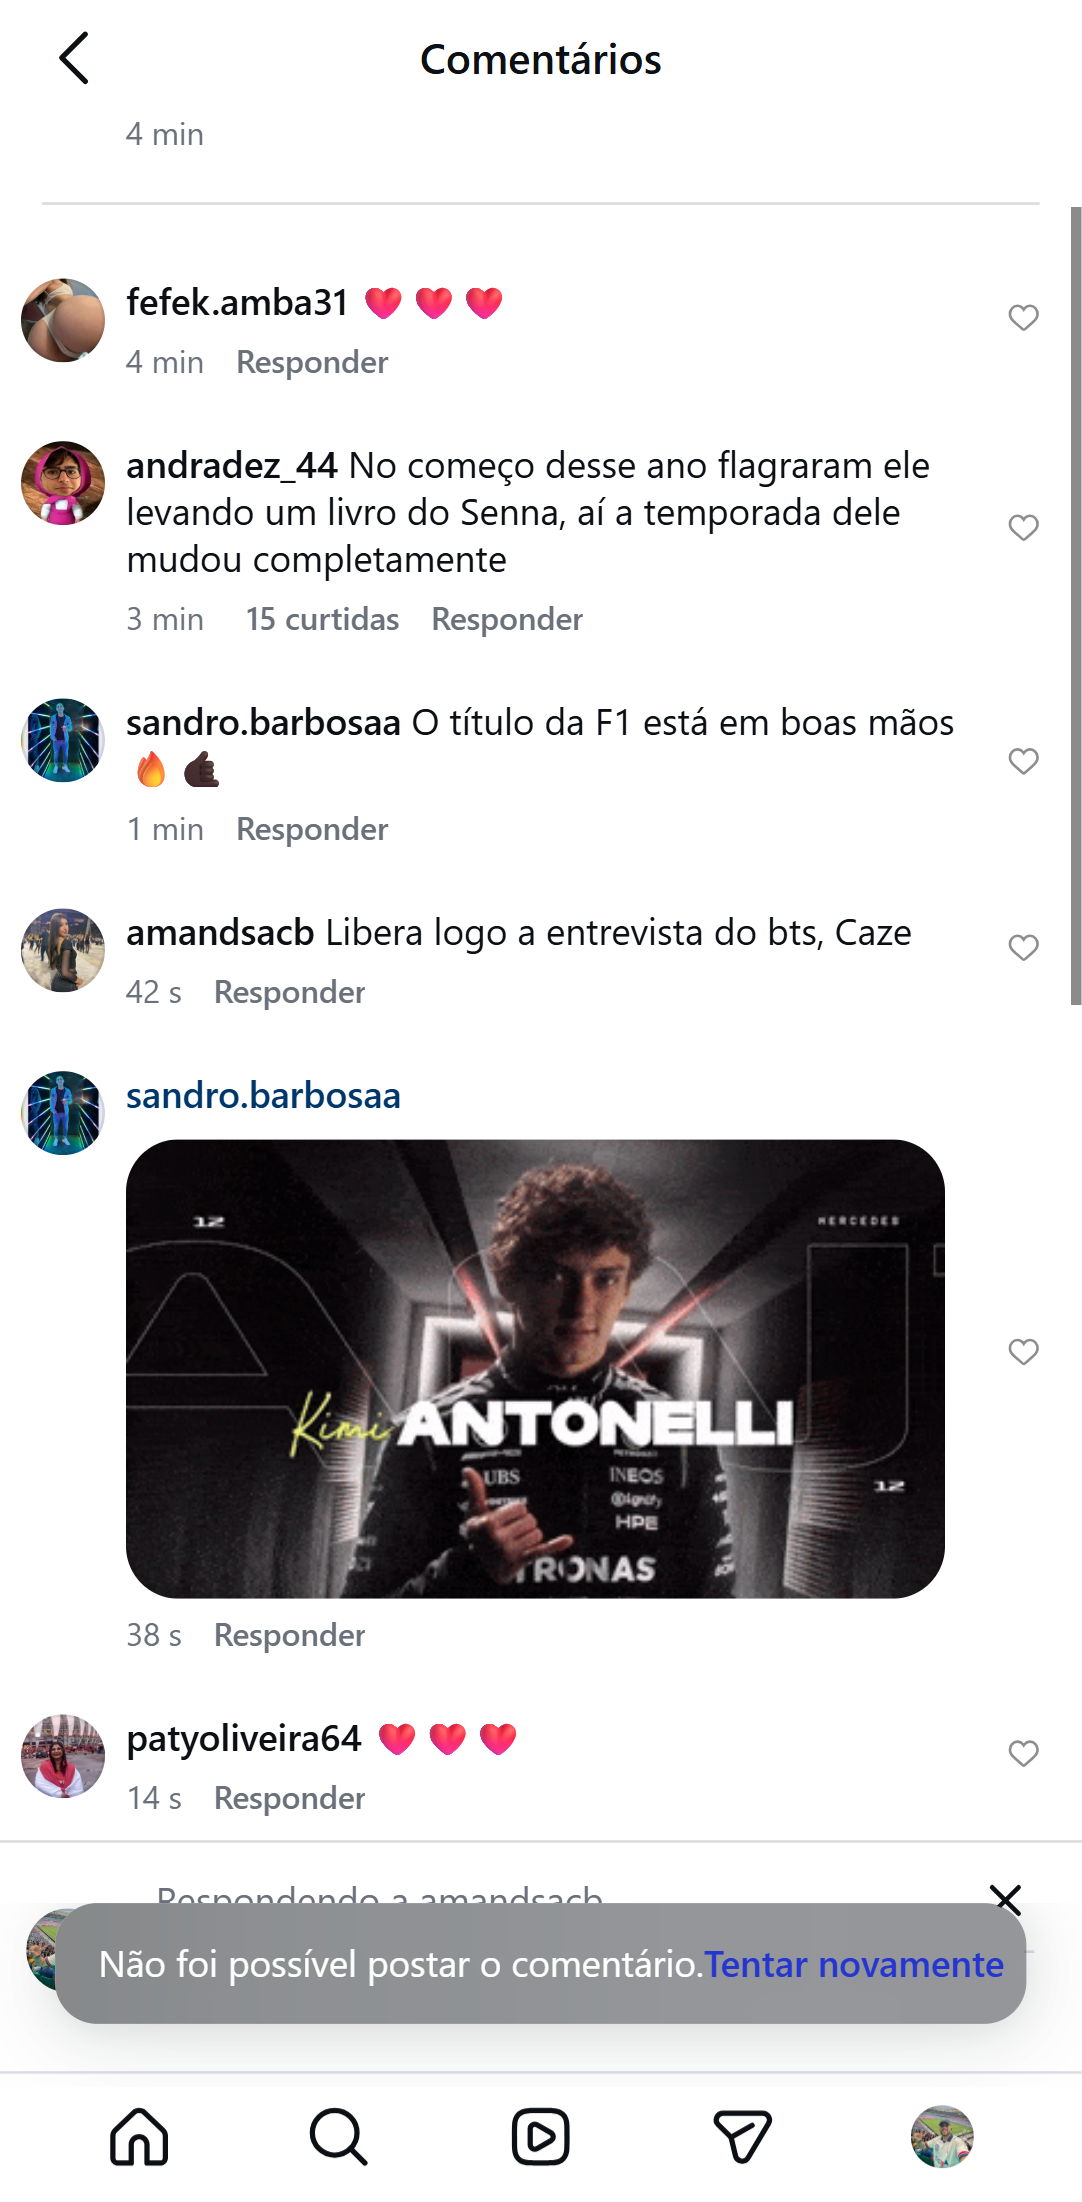 Comentários
4 min
fefek.amba31 ❤️ ❤️ ❤️
4 min Responder
andradez_44 No começo desse ano flagraram ele
levando um livro do Senna, aí a temporada dele
mudou completamente
3 min 15 curtidas Responder
sandro.barbosaa O título da F1 está em boas mãos
🔥 🤙🏿
1 min Responder
amandsacb Libera logo a entrevista do bts, Caze
42 s Responder
sandro.barbosaa
12
MERCEDES
Kimi ANTONELLI
UBS
INEOS
HPE
12
TRONAS
38 s Responder
patyoliveira64 ❤️ ❤️ ❤️
14 s Responder
Respondendo a amandsacb
Não foi possível postar o comentário.Tentar novamente